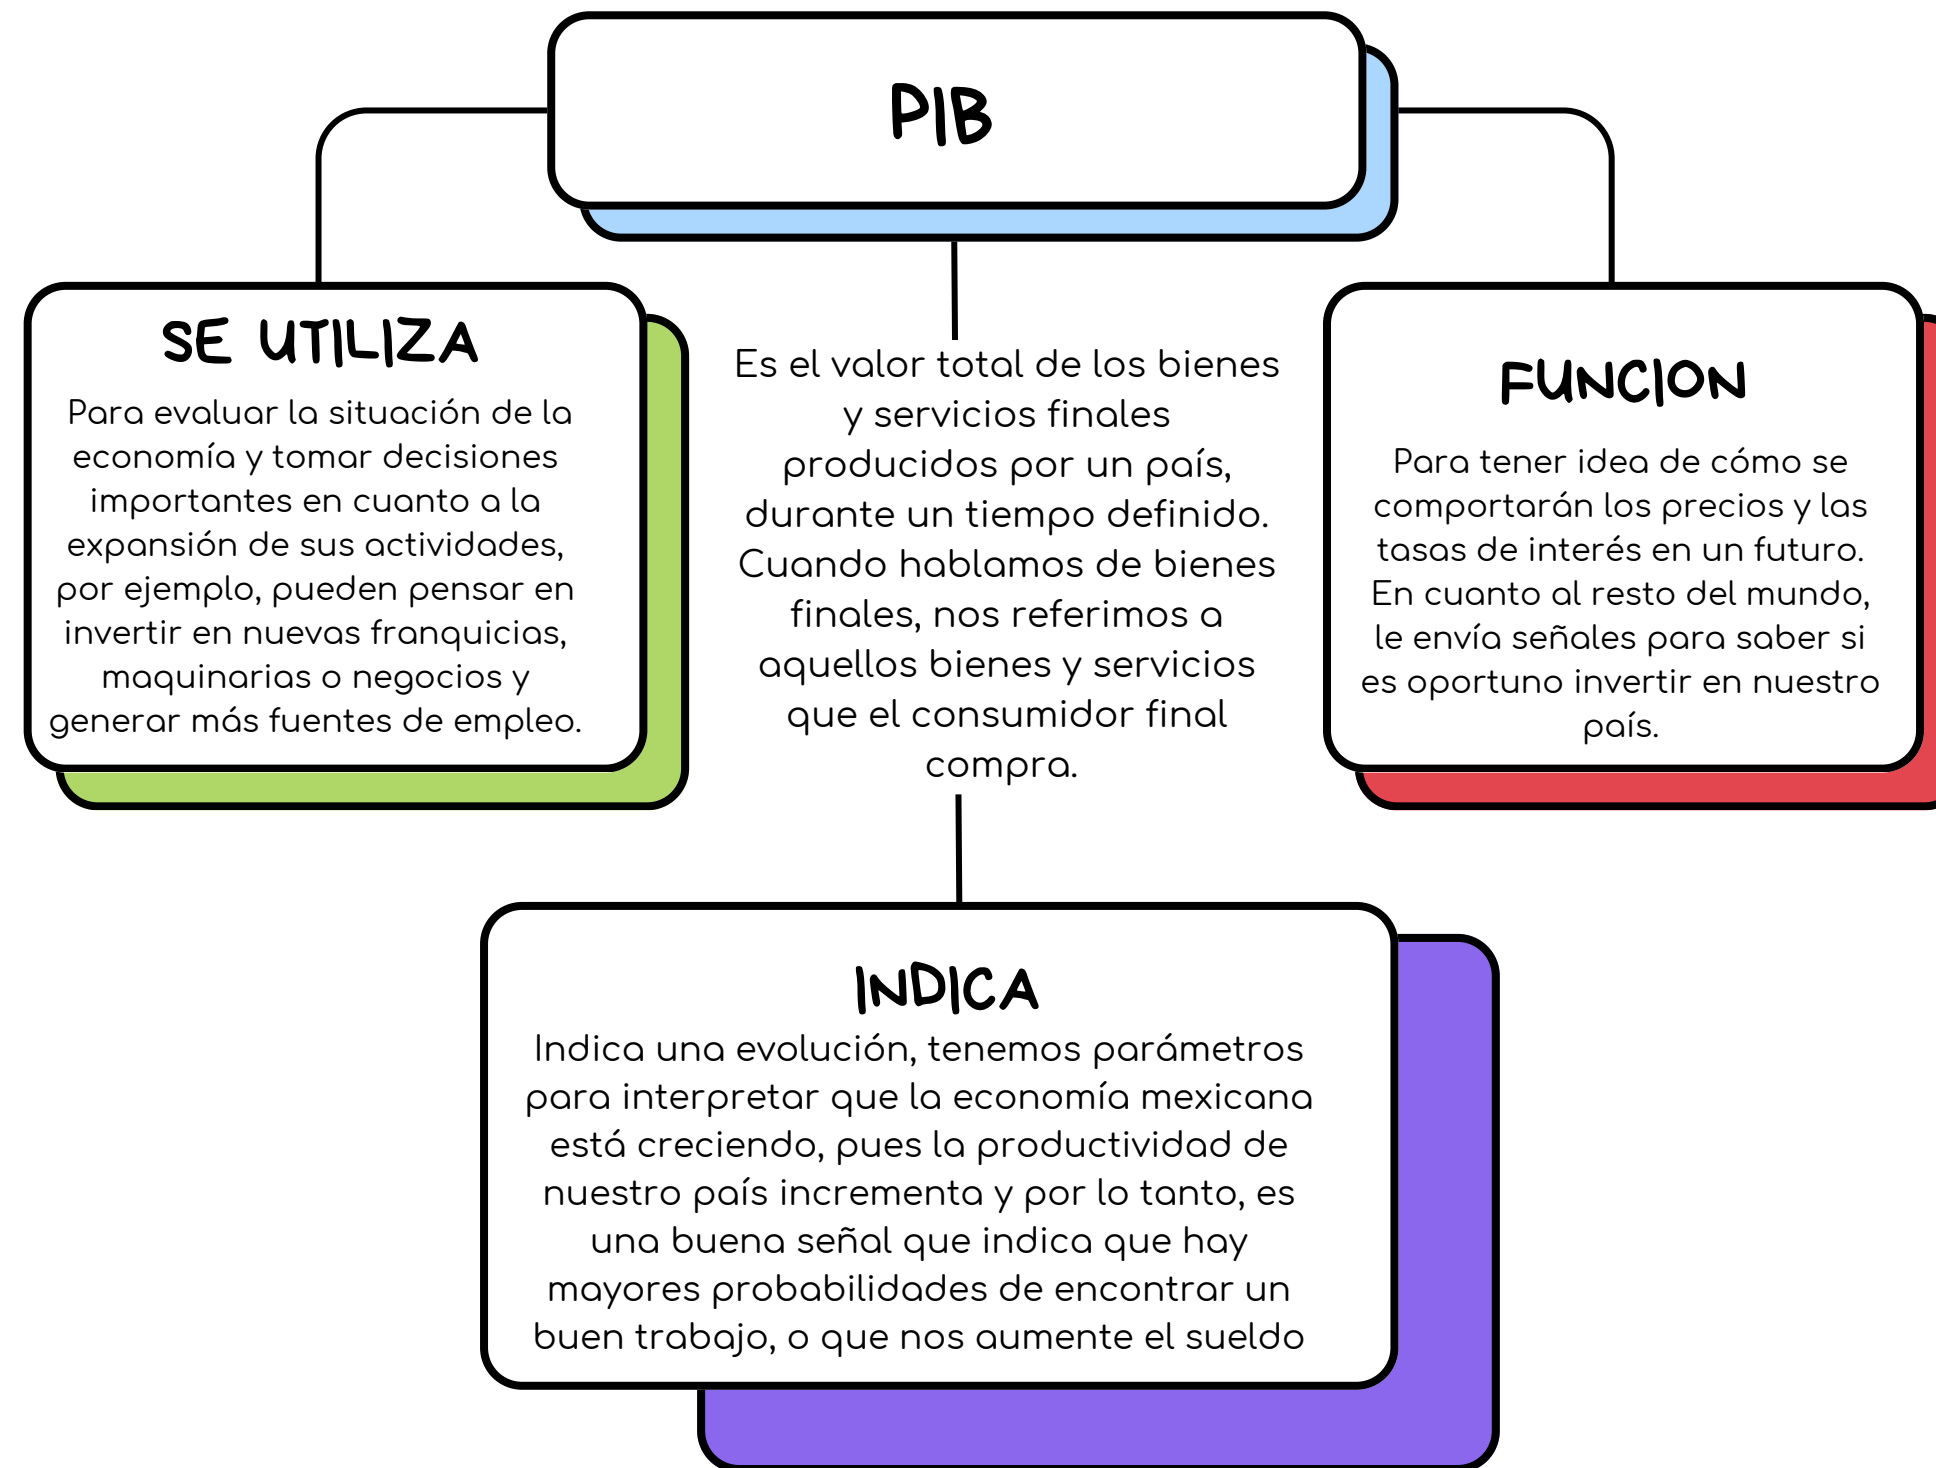 PIB
SE UTILIZA
Para evaluar la situación de la
economía y tomar decisiones
importantes en cuanto a la
expansión de sus actividades,
por ejemplo, pueden pensar en
invertir en nuevas franquicias,
maquinarias o negocios y
generar más fuentes de empleo.
Es el valor total de los bienes
y servicios finales
producidos por un país,
durante un tiempo definido.
Cuando hablamos de bienes
finales, nos referimos a
aquellos bienes y servicios
que el consumidor final
compra.
FUNCION
Para tener idea de cómo se
comportarán los precios y las
tasas de interés en un futuro.
En cuanto al resto del mundo,
le envía señales para saber si
es oportuno invertir en nuestro
país.
INDICA
Indica una evolución, tenemos parámetros
para interpretar que la economía mexicana
está creciendo, pues la productividad de
nuestro país incrementa y por lo tanto, es
una buena señal que indica que hay
mayores probabilidades de encontrar un
buen trabajo, o que nos aumente el sueldo